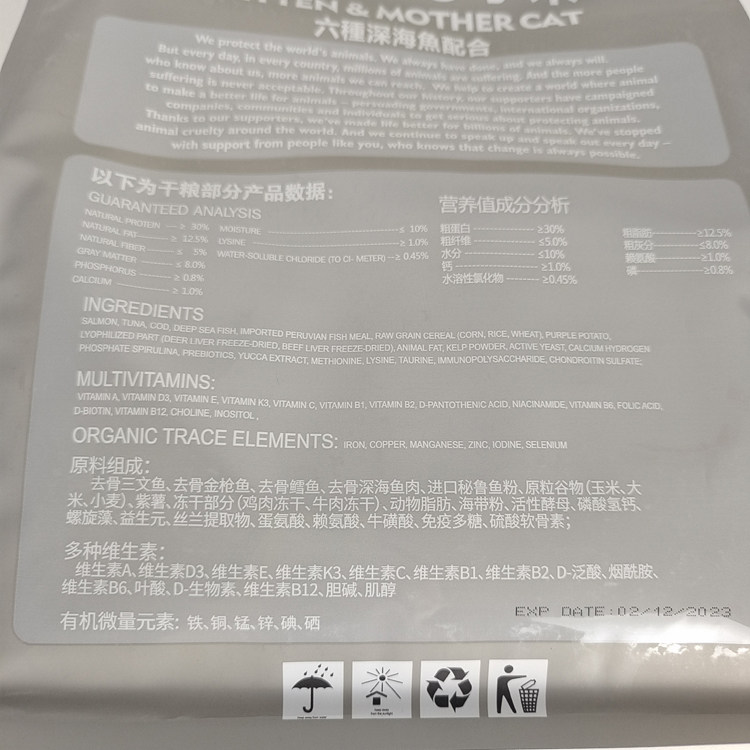 KITTEN & MOTHER CAT
六種深海魚配合
We protect the world's animals. We always have done, and we always will.
But every day, in every country, millions of animals are suffering. And the more people
who know about us, more animals we can reach. We help to create a world where animal
suffering is never acceptable. Throughout our history, our supporters have campaigned
to make a better life for animals – persuading governments, international organizations,
companies, communities and individuals to get serious about protecting animals.
Thanks to our supporters, we've made life better for billions of animals. We've stopped
animal cruelty around the world. And we continue to speak up and speak out every day –
with support from people like you, who knows that change is always possible.
以下为干粮部分产品数据:
GUARANTEED ANALYSIS
NATURAL PROTEIN ≥ 30% MOISTURE ≤ 10%
NATURAL FAT ≥ 12.5% LYSINE ≥ 1.0%
NATURAL FIBER ≤ 5% WATER-SOLUBLE CHLORIDE (TO Cl- METER) ≥ 0.45%
GRAY MATTER ≤ 8.0%
PHOSPHORUS ≥ 0.8%
CALCIUM ≥ 1.0%
营养值成分分析
粗蛋白 ≥30% 粗脂肪 ≥12.5%
粗纤维 ≤5.0% 粗灰分 ≤8.0%
水分 ≤10% 赖氨酸 ≥1.0%
钙 ≥1.0% 磷 ≥0.8%
水溶性氯化物 ≥0.45%
INGREDIENTS
SALMON, TUNA, COD, DEEP SEA FISH, IMPORTED PERUVIAN FISH MEAL, RAW GRAIN CEREAL (CORN, RICE, WHEAT), PURPLE POTATO,
LYOPHILIZED PART (DEER LIVER FREEZE-DRIED, BEEF LIVER FREEZE-DRIED) ANIMAL FAT, KELP POWDER, ACTIVE YEAST, CALCIUM HYDROGEN
PHOSPHATE SPIRULINA, PREBIOTICS, YUCCA EXTRACT, METHIONINE, LYSINE, TAURINE, IMMUNOPOLYSACCHARIDE, CHONDROITIN SULFATE;
MULTIVITAMINS:
VITAMIN A, VITAMIN D3, VITAMIN E, VITAMIN K3, VITAMIN C, VITAMIN B1, VITAMIN B2, D-PANTOTHENIC ACID, NIACINAMIDE, VITAMIN B6, FOLIC ACID,
D-BIOTIN, VITAMIN B12, CHOLINE, INOSITOL ,
ORGANIC TRACE ELEMENTS: IRON, COPPER, MANGANESE, ZINC, IODINE, SELENIUM
原料组成:
去骨三文鱼、去骨金枪鱼、去骨鳕鱼、去骨深海鱼肉、进口秘鲁鱼粉、原粒谷物(玉米、大
米、小麦)、紫薯、冻干部分(鸡肉冻干、牛肉冻干)、动物脂肪、海带粉、活性酵母、磷酸氢钙、
螺旋藻、益生元、丝兰提取物、蛋氨酸、赖氨酸、牛磺酸、免疫多糖、硫酸软骨素;
多种维生素:
维生素A、维生素D3、维生素E、维生素K3、维生素C、维生素B1、维生素B2、D-泛酸、烟酰胺、
维生素B6、叶酸、D-生物素、维生素B12、胆碱、肌醇
EXP DATE:02/12/2023
有机微量元素: 铁、铜、锰、锌、碘、硒